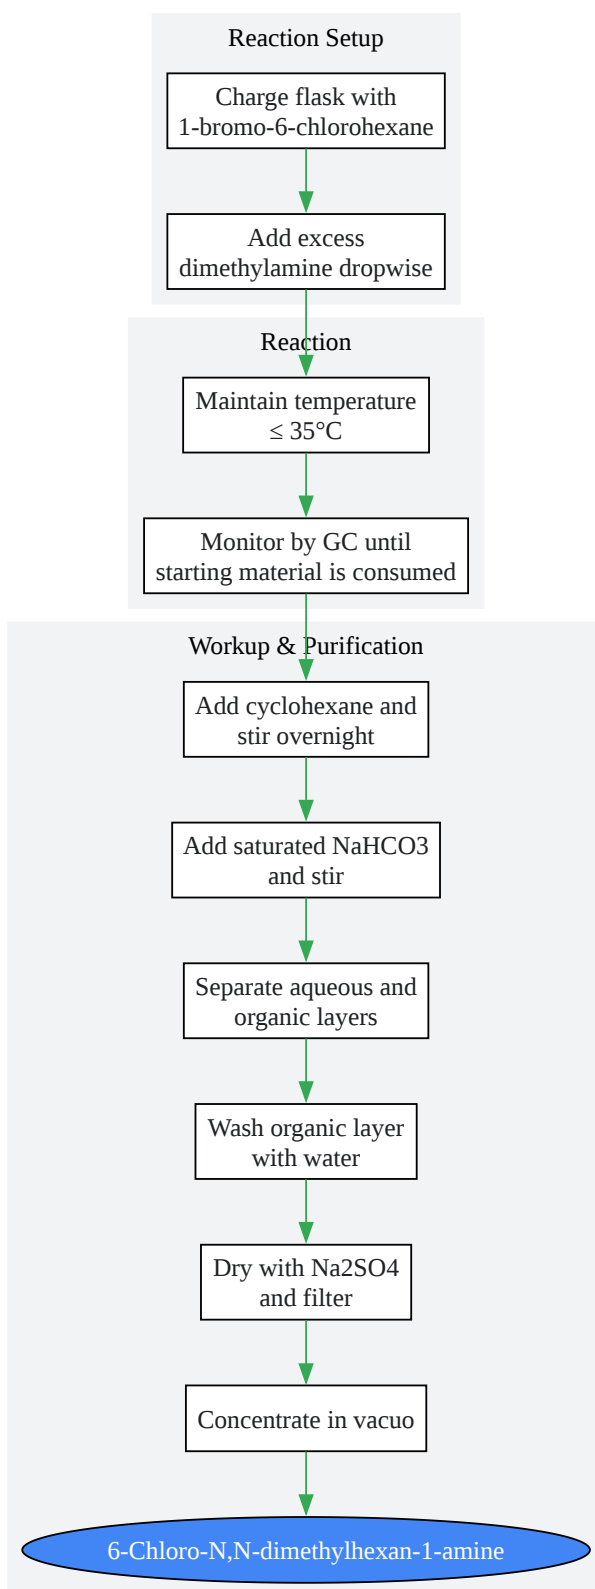 Reaction Setup
Charge flask with
1-bromo-6-chlorohexane
Add excess
dimethylamine dropwise
Reaction
Maintain temperature
≤ 35°C
Monitor by GC until
starting material is consumed
Workup & Purification
Add cyclohexane and
stir overnight
Add saturated NaHCO3
and stir
Separate aqueous and
organic layers
Wash organic layer
with water
Dry with Na2SO4
and filter
Concentrate in vacuo
6-Chloro-N,N-dimethylhexan-1-amine